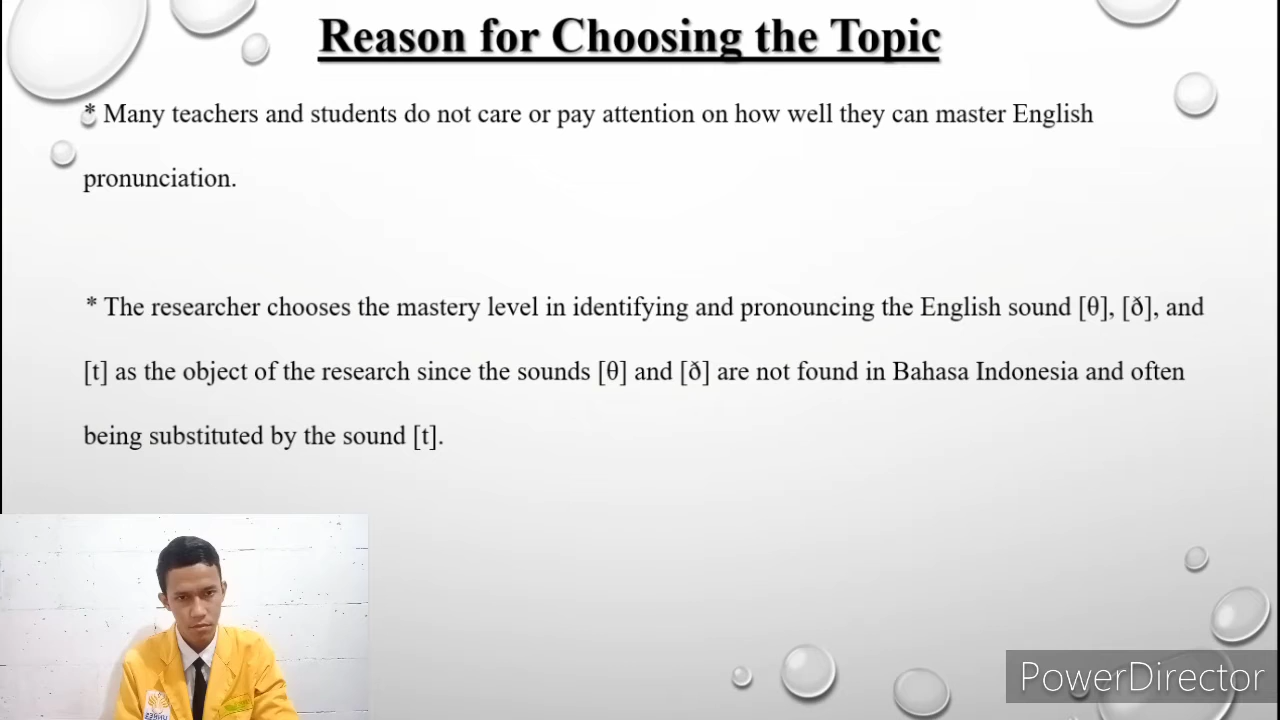 Reason for Choosing the Topic
* Many teachers and students do not care or pay attention on how well they can master English
pronunciation.
* The researcher chooses the mastery level in identifying and pronouncing the English sound [θ], [ð], and
[t] as the object of the research since the sounds [θ] and [ð] are not found in Bahasa Indonesia and often
being substituted by the sound [t].
PowerDirector